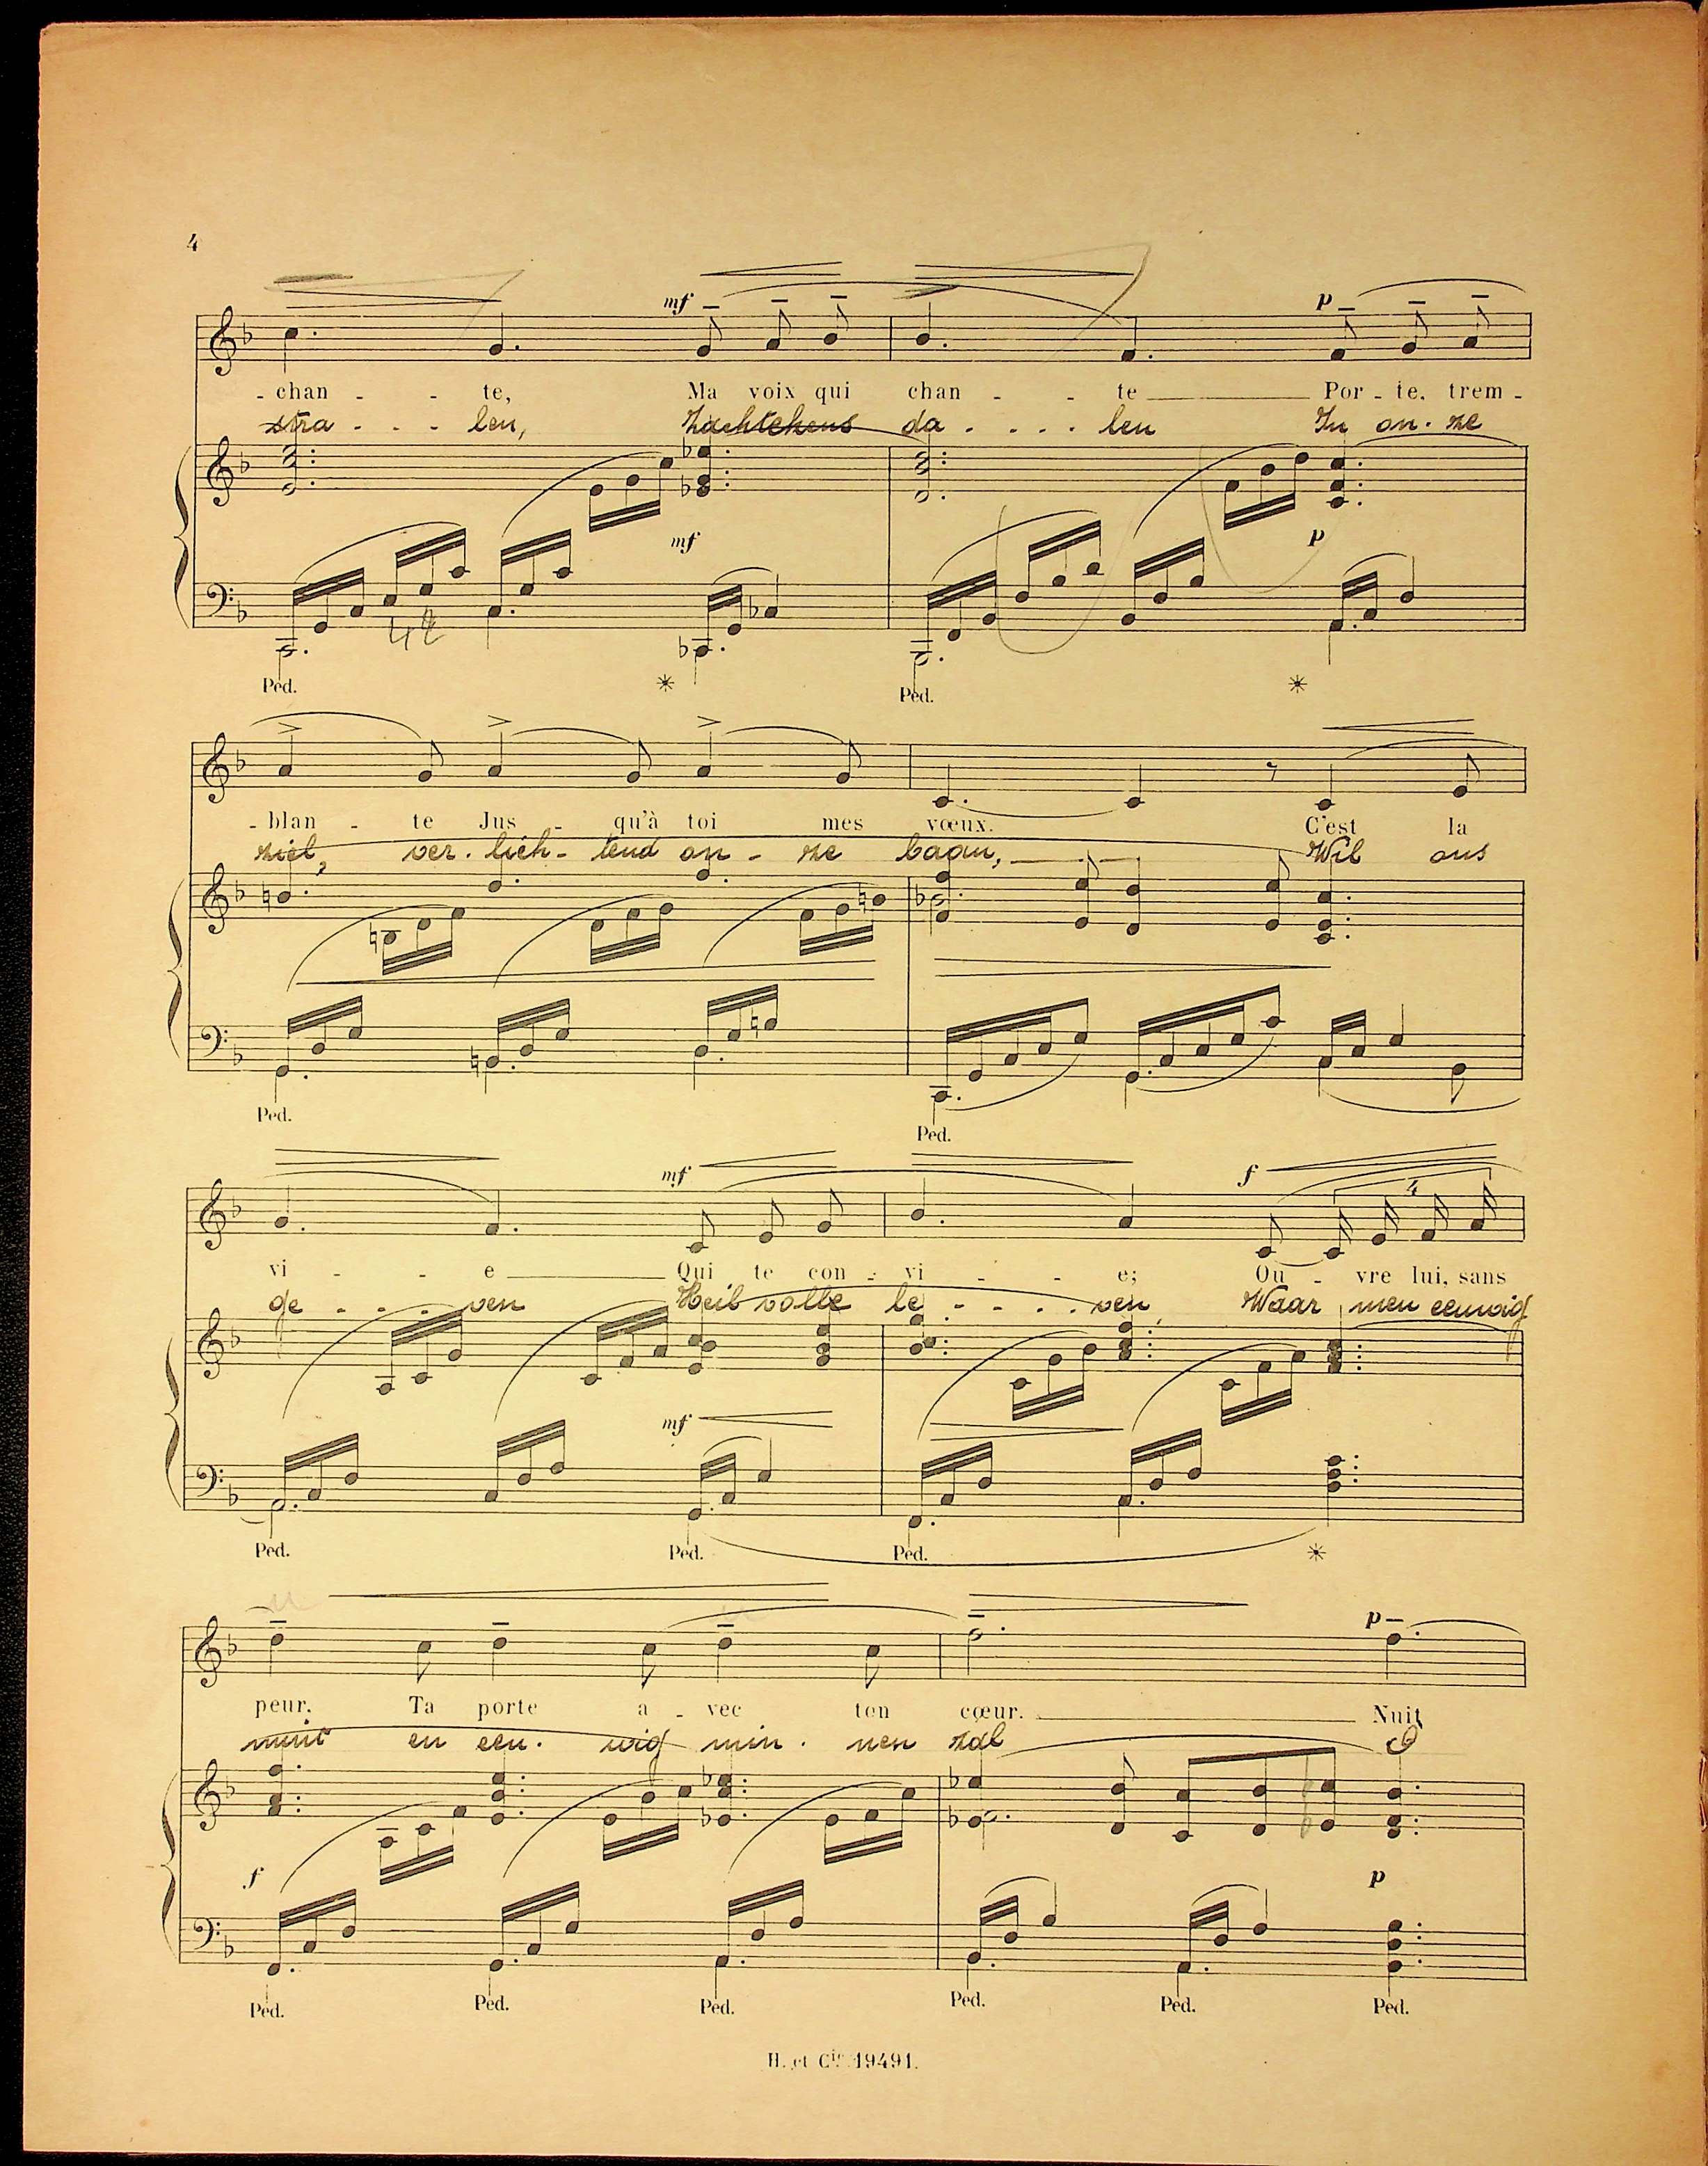 4
mf p
- chan - - te, Ma voix qui chan - - te Por - te, trem -
stra . . . len, Zachtekens da . . . . len In on . ze
mf p
42
Ped. Ped.
- blan - te Jus - qu'à toi mes vœux. C'est la
ziel, ver . lich - tend on - ze baan, Wil ons
Ped. Ped.
mf f 4
vi - - e Qui te con - vi - - e; Ou - vre lui, sans
ge . . . . ven Heil volle le . . . . ven Waar men eeuwig
mf
Ped. Ped. Ped.
p
peur, Ta porte a - vec ton cœur. Nuit
en eeu . wig min . nen zal O
f p
Ped. Ped. Ped. Ped. Ped. Ped.
H. et Cie 19491.